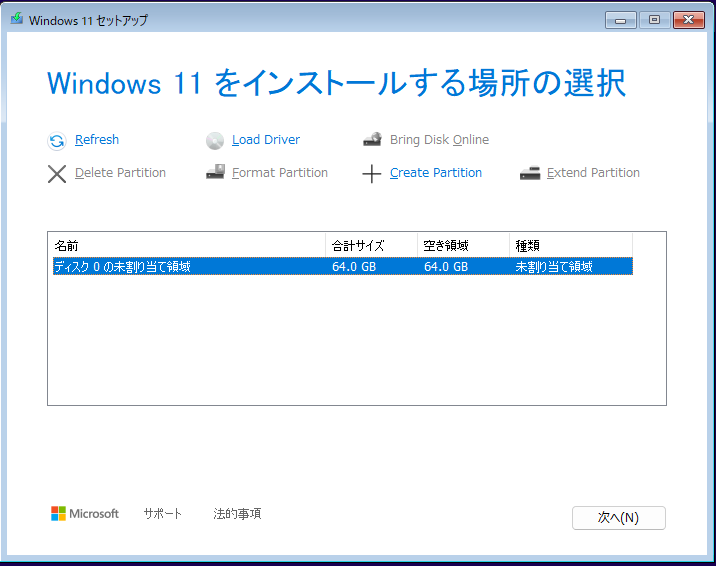 Windows 11 セットアップ
Windows 11 をインストールする場所の選択
Refresh Load Driver Bring Disk Online
Delete Partition Format Partition Create Partition Extend Partition
名前 合計サイズ 空き領域 種類
ディスク 0 の未割り当て領域 64.0 GB 64.0 GB 未割り当て領域
Microsoft サポート 法的事項 次へ(N)